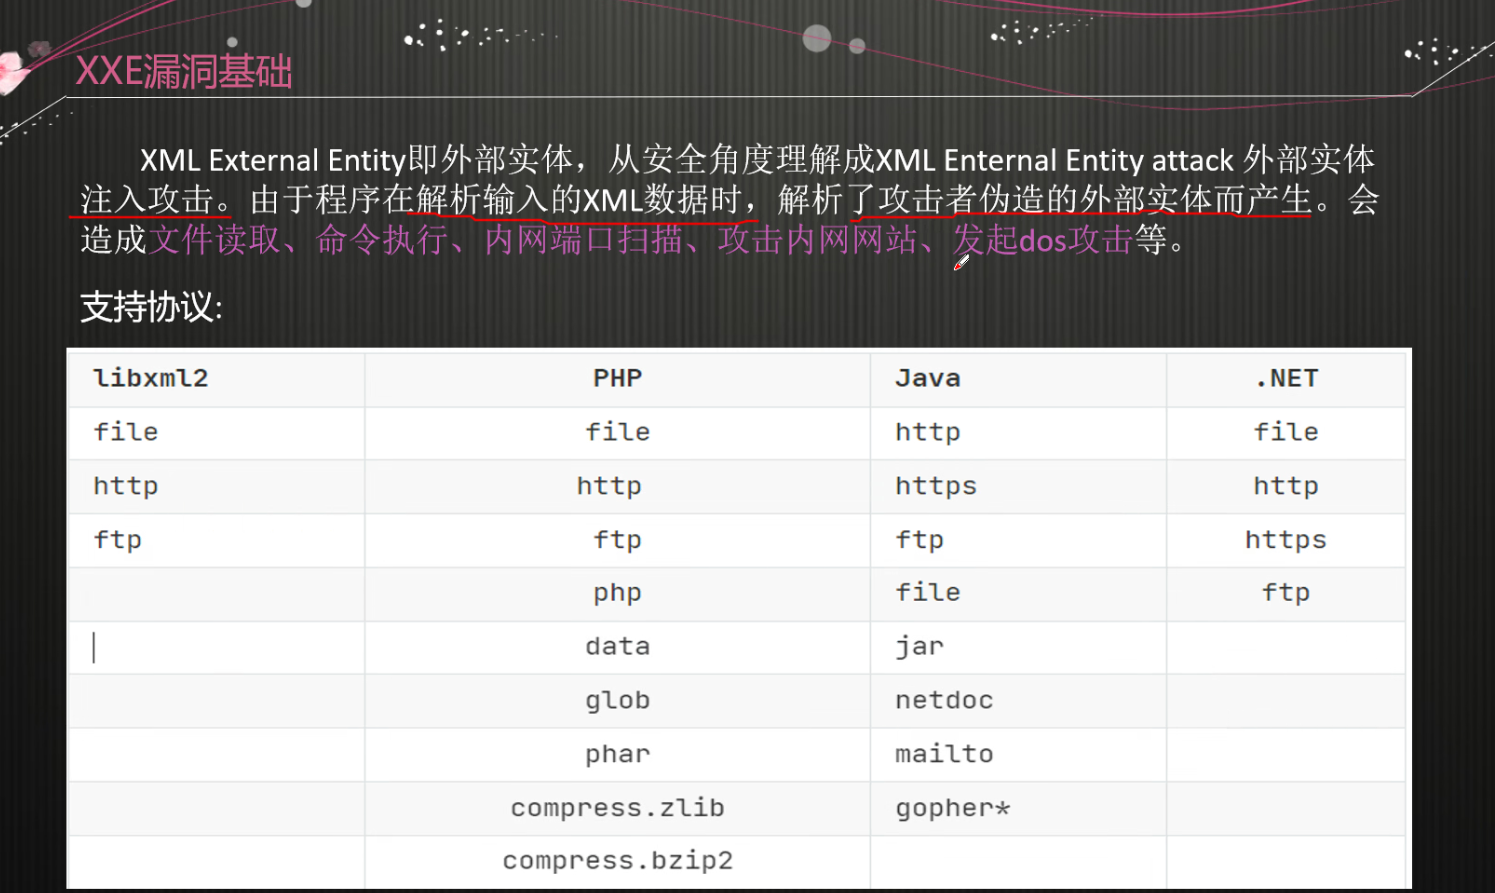 XXE漏洞基础
XML External Entity即外部实体，从安全角度理解成XML Enternal Entity attack 外部实体
注入攻击。由于程序在解析输入的XML数据时，解析了攻击者伪造的外部实体而产生。会
造成文件读取、命令执行、内网端口扫描、攻击内网网站、发起dos攻击等。
支持协议:
libxml2 PHP Java .NET
file file http file
http http https http
ftp ftp ftp https
php file ftp
data jar
glob netdoc
phar mailto
compress.zlib gopher*
compress.bzip2